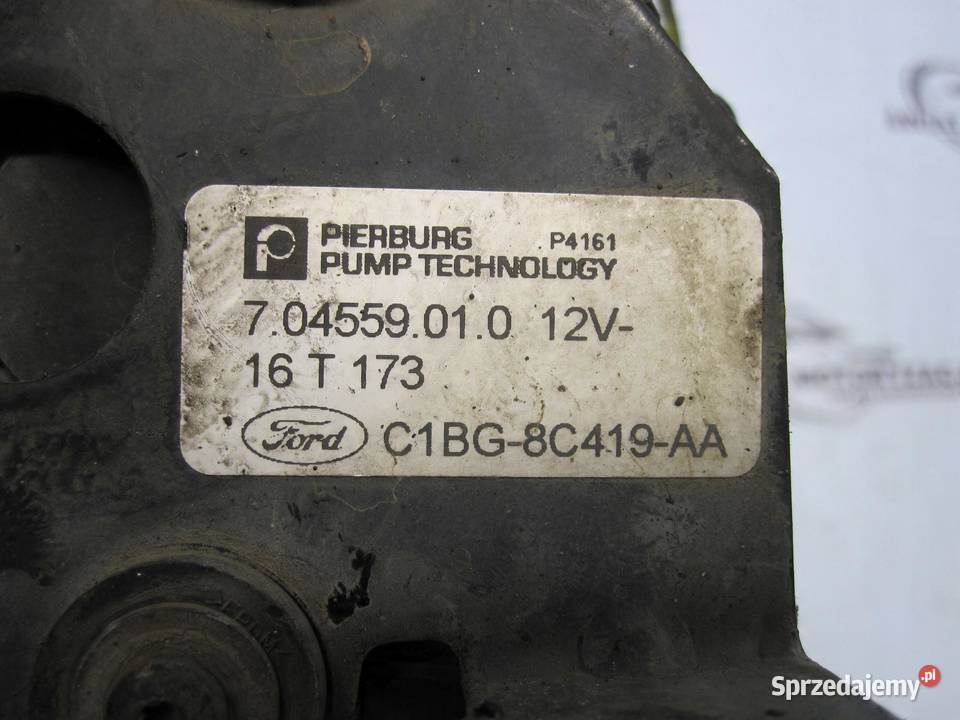 PIERBURG P4161
PUMP TECHNOLOGY
7.04559.01.0 12V-
16 T 173
Ford C1BG-8C419-AA
Sprzedajemy.pl